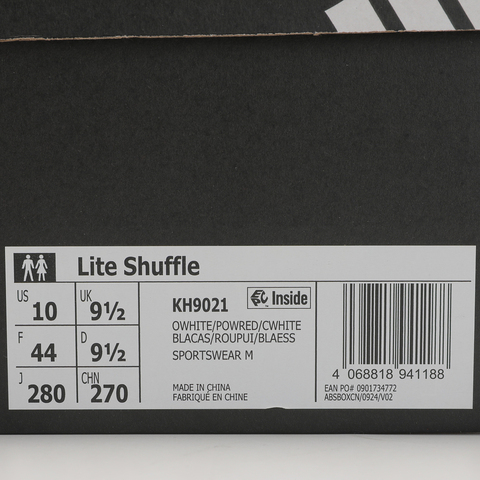 Lite Shuffle
US 10 UK 9½
F 44 D 9½
J 280 CHN 270
KH9021 Inside
OWHITE/POWRED/CWHITE
BLACAS/ROUPUI/BLAESS
SPORTSWEAR M
MADE IN CHINA
FABRIQUÉ EN CHINE
4 068818 941188
EAN PO# 0901734772
ABSBOXCN/0924/V02